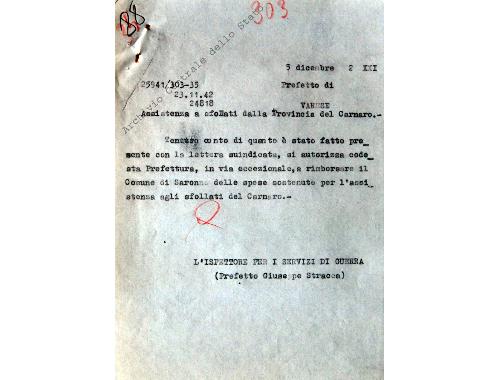 303
88
Archivio Centrale dello Stato
5 dicembre 2 XXI
25941/303-35 Prefetto di
23.11.42
24818 VARESE
Assistenza a sfollati dalla Provincia del Carnaro.-
Tenuto conto di quanto è stato fatto pre
sente con la lettera suindicata, si autorizza code_
sta Prefettura, in via eccezionale, a rimborsare il
Comune di Saronno delle spese sostenute per l'assi_
stenza agli sfollati del Carnaro.-
L'ISPETTORE PER I SERVIZI DI GUERRA
(Prefetto Giuseppe Stracca)